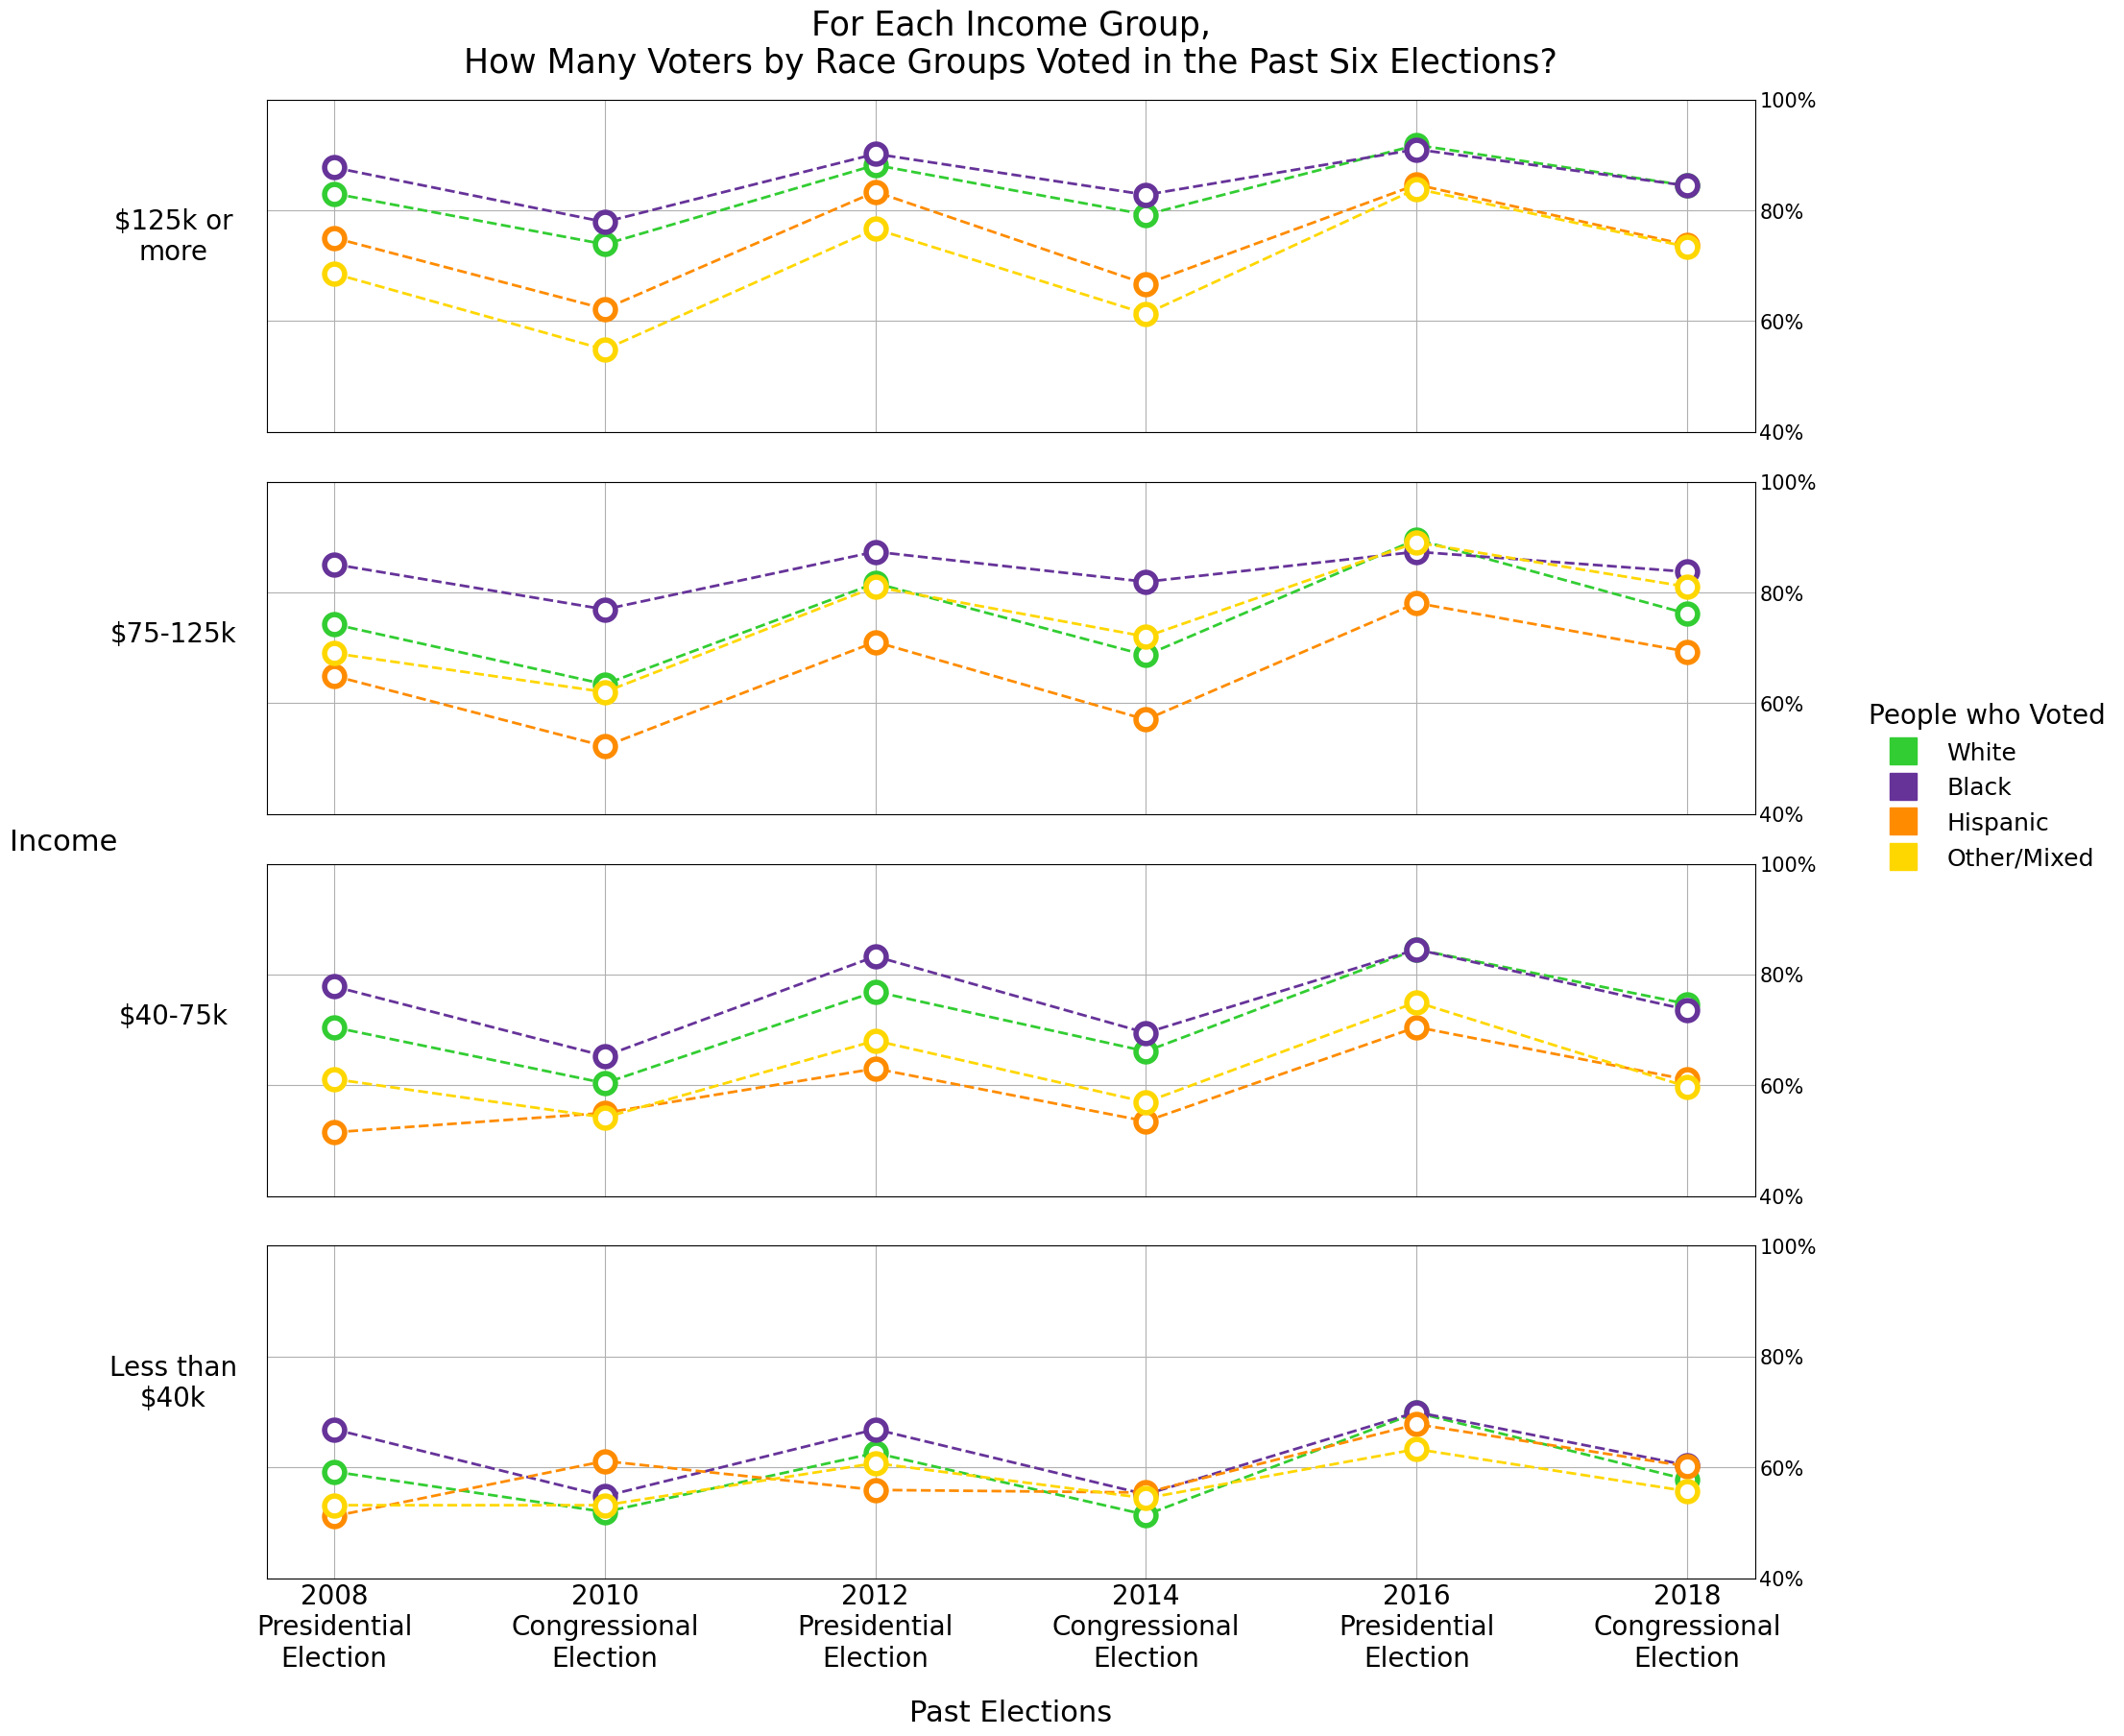 For Each Income Group,
How Many Voters by Race Groups Voted in the Past Six Elections?
100%
80%
60%
40%
$125k or
more
100%
80%
60%
40%
$75-125k
Income
100%
80%
60%
40%
$40-75k
100%
80%
60%
40%
Less than
$40k
People who Voted
White
Black
Hispanic
Other/Mixed
2008
Presidential
Election
2010
Congressional
Election
2012
Presidential
Election
2014
Congressional
Election
2016
Presidential
Election
2018
Congressional
Election
Past Elections